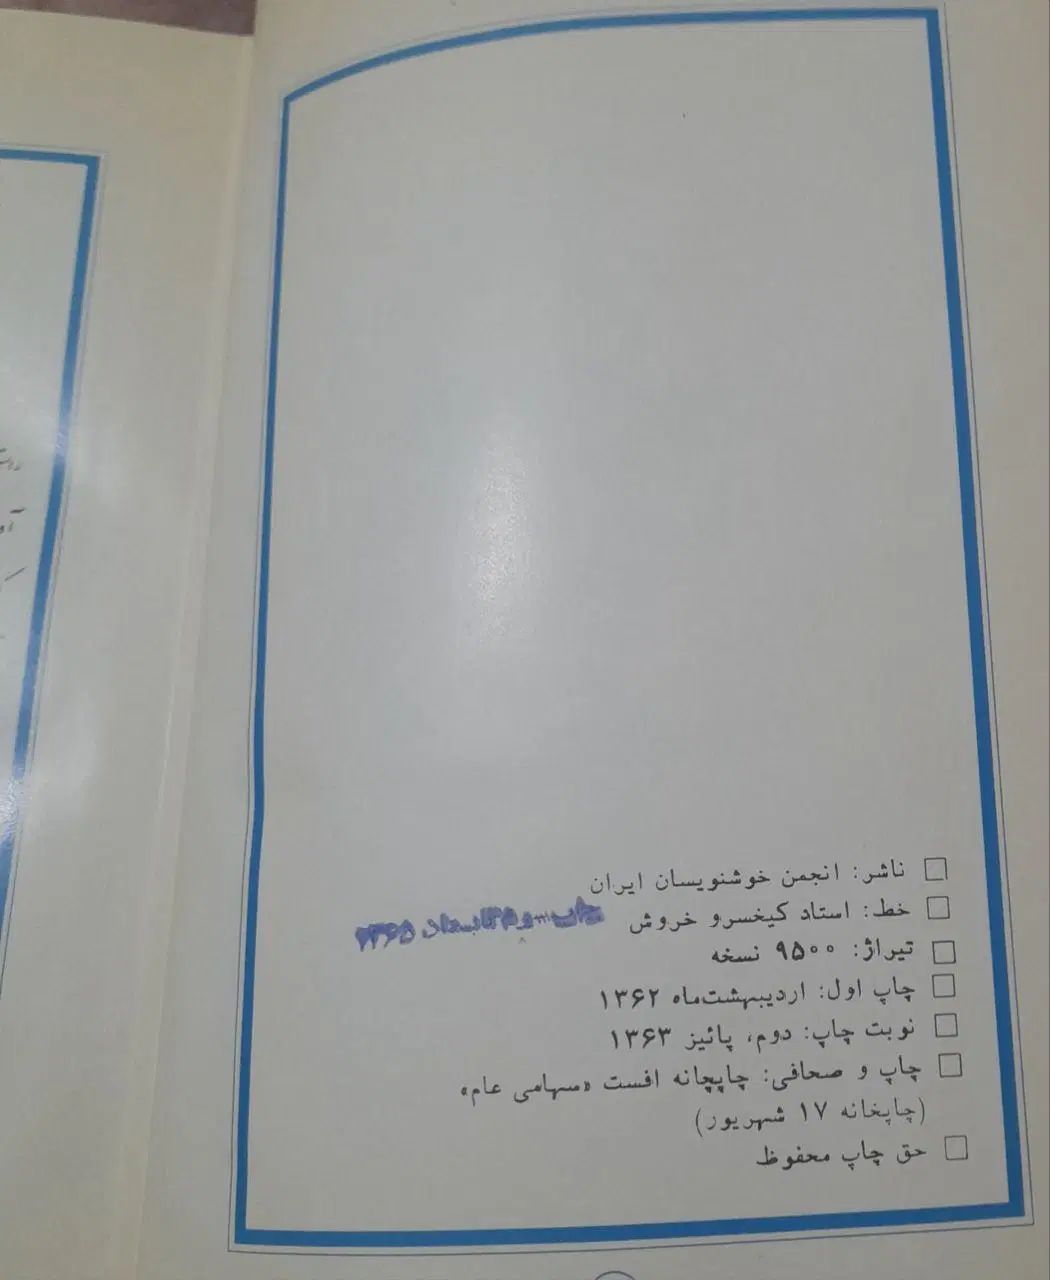 ناشر: انجمن خوشنویسان ایران
خط: استاد کیخسرو خروش
چاپ سوم تابستان ۱۳۶۵
تیراژ: ۹۵۰۰ نسخه
چاپ اول: اردیبهشت‌ماه ۱۳۶۲
نوبت چاپ: دوم، پائیز ۱۳۶۳
چاپ و صحافی: چاپخانه افست «سهامی عام»
(چاپخانه ۱۷ شهریور)
حق چاپ محفوظ